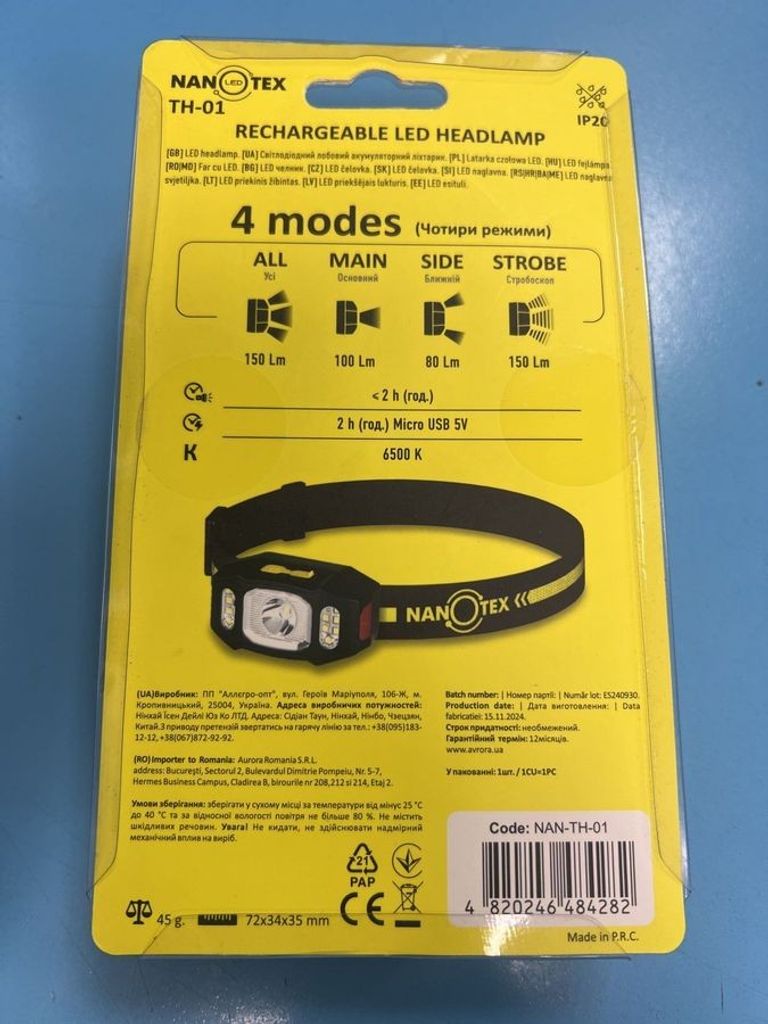 NANOTEX
LED
TH-01
IP20
RECHARGEABLE LED HEADLAMP
[GB] LED headlamp. [UA] Світлодіодний лобовий акумуляторний ліхтарик. [PL] Latarka czołowa LED. [HU] LED fejlámpa
[RO|MD] Far cu LED. [BG] LED челник. [CZ] LED čelovka. [SK] LED čelovka. [SI] LED naglavna. [RS|HR|BA|ME] LED naglavna
svjetiljka. [LT] LED priekinis žibintas. [LV] LED priekšējais lukturis. [EE] LED esituli.
4 modes (Чотири режими)
ALL MAIN SIDE STROBE
Усі Основний Ближній Стробоскоп
150 Lm 100 Lm 80 Lm 150 Lm
< 2 h (год.)
2 h (год.) Micro USB 5V
K 6500 K
NANOTEX
(UA)Виробник: ПП "Аллєгро-опт", вул. Героїв Маріуполя, 106-Ж, м.
Кропивницький, 25004, Україна. Адреса виробничих потужностей:
Нінхай Ісен Дейлі Юз Ко ЛТД. Адреса: Сідіан Таун, Нінхай, Нінбо, Чзецзян,
Китай.З приводу претензій звертатись на гарячу лінію за тел.: +38(095)183-
12-12, +38(067)872-92-92.
(RO)Importer to Romania: Aurora Romania S.R.L.
address: București, Sectorul 2, Bulevardul Dimitrie Pompeiu, Nr. 5-7,
Hermes Business Campus, Cladirea B, birourile nr 208,212 si 214, Etaj 2.
Умови зберігання: зберігати у сухому місці за температури від мінус 25 °С
до 40 °С та за відносної вологості повітря не більше 80 %. Не містить
шкідливих речовин. Увага! Не кидати, не здійснювати надмірний
механічний вплив на виріб.
Batch number: | Номер партії: | Număr lot: ES240930.
Production date: | Дата виготовлення: | Data
fabricatiei: 15.11.2024.
Строк придатності: необмежений.
Гарантійний термін: 12місяців.
www.avrora.ua
У пакованні: 1шт. / 1CU=1PC
Code: NAN-TH-01
4 820246 484282
21
PAP
CE
45 g.
72x34x35 mm
Made in P.R.C.